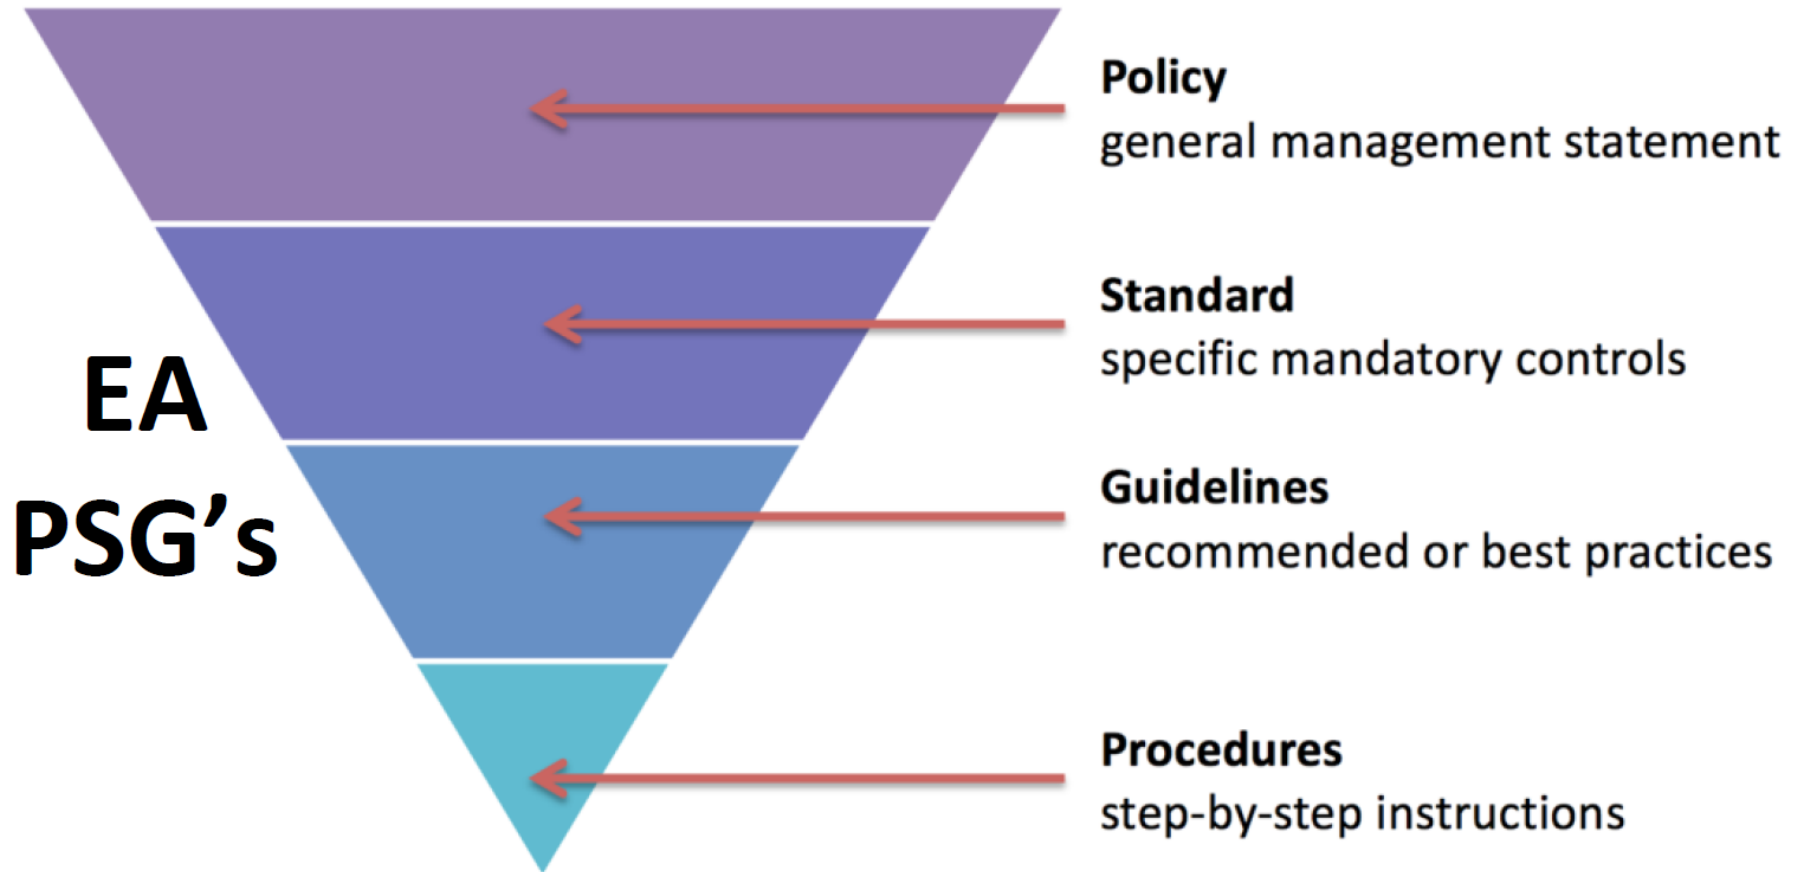 EA
PSG’s
Policy
general management statement
Standard
specific mandatory controls
Guidelines
recommended or best practices
Procedures
step-by-step instructions